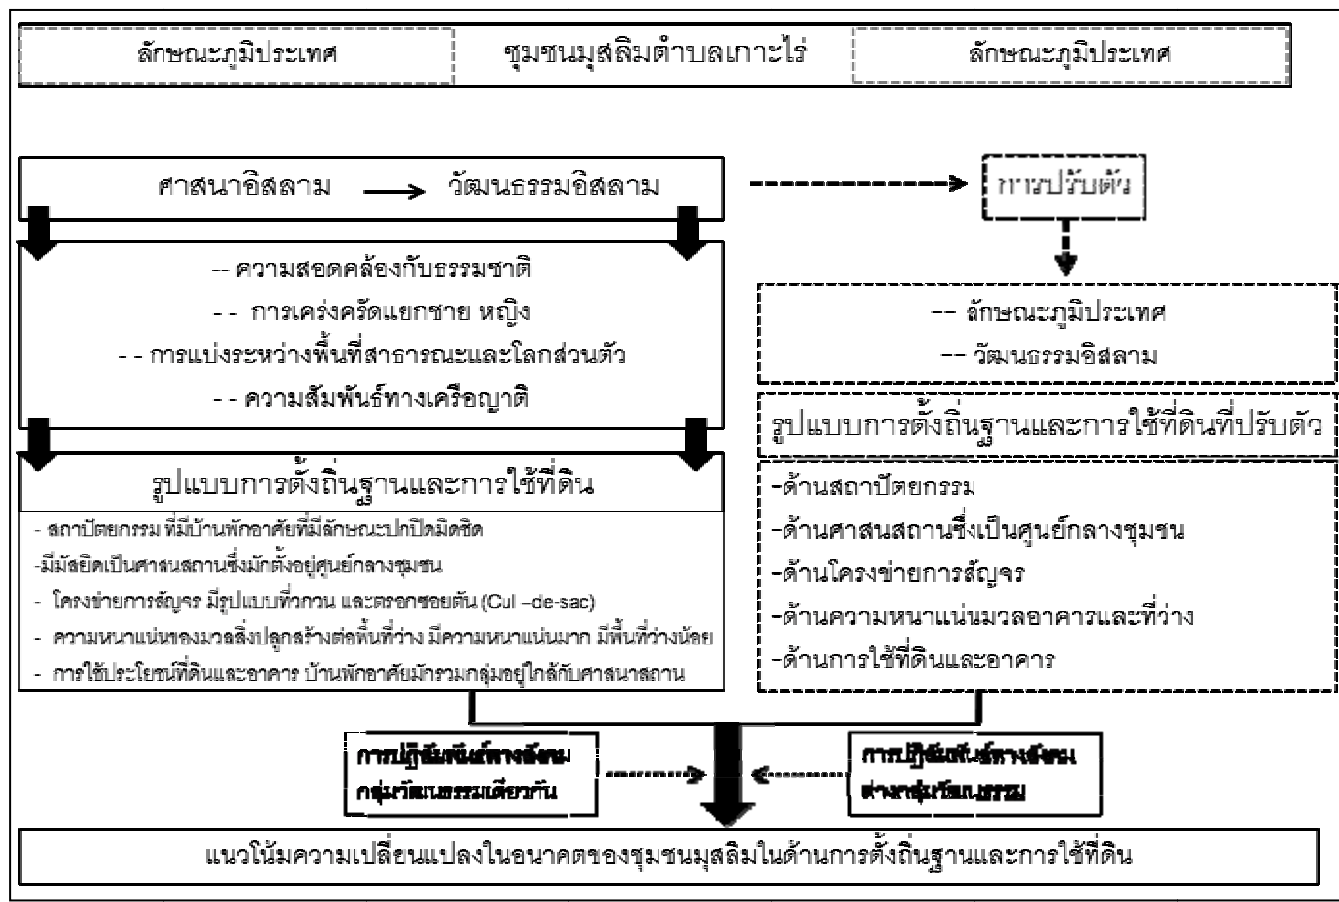 ลักษณะภูมิประเทศ ชุมชนมุสลิมตำบลเกาะไร่ ลักษณะภูมิประเทศ
ศาสนาอิสลาม วัฒนธรรมอิสลาม
การปรับตัว
-- ความสอดคล้องกับธรรมชาติ
- - การเคร่งครัดแยกชาย หญิง
- - การแบ่งระหว่างพื้นที่สาธารณะและโลกส่วนตัว
- - ความสัมพันธ์ทางเครือญาติ
-- ลักษณะภูมิประเทศ
-- วัฒนธรรมอิสลาม
รูปแบบการตั้งถิ่นฐานและการใช้ที่ดิน
- สถาปัตยกรรม ที่มีบ้านพักอาศัยที่มีลักษณะปกปิดมิดชิด
-มีมัสยิดเป็นศาสนสถานซึ่งมักตั้งอยู่ศูนย์กลางชุมชน
- โครงข่ายการสัญจร มีรูปแบบที่วกวน และตรอกซอยตัน (Cul –de-sac)
- ความหนาแน่นของมวลสิ่งปลูกสร้างต่อพื้นที่ว่าง มีความหนาแน่นมาก มีพื้นที่ว่างน้อย
- การใช้ประโยชน์ที่ดินและอาคาร บ้านพักอาศัยมักรวมกลุ่มอยู่ใกล้กับศาสนาสถาน
รูปแบบการตั้งถิ่นฐานและการใช้ที่ดินที่ปรับตัว
-ด้านสถาปัตยกรรม
-ด้านศาสนสถานซึ่งเป็นศูนย์กลางชุมชน
-ด้านโครงข่ายการสัญจร
-ด้านความหนาแน่นมวลอาคารและที่ว่าง
-ด้านการใช้ที่ดินและอาคาร
การปฏิสัมพันธ์ทางสังคม
กลุ่มวัฒนธรรมเดียวกัน
การปฏิสัมพันธ์ทางสังคม
ต่างกลุ่มวัฒนธรรม
แนวโน้มความเปลี่ยนแปลงในอนาคตของชุมชนมุสลิมในด้านการตั้งถิ่นฐานและการใช้ที่ดิน